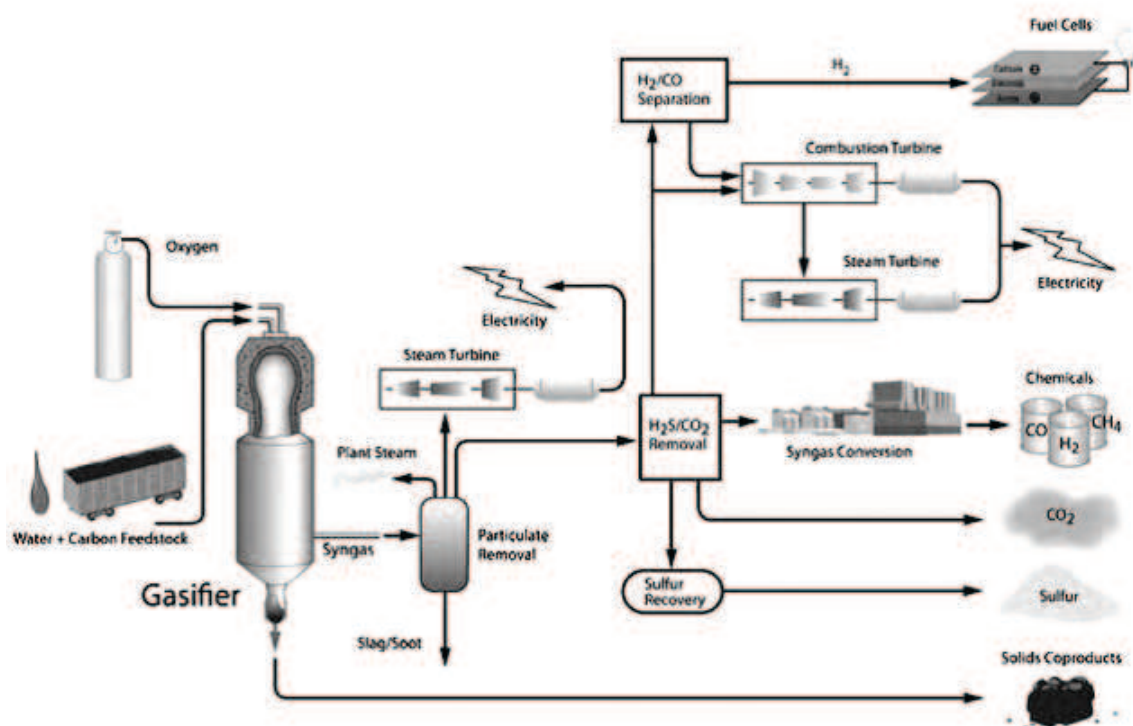 Fuel Cells
H₂/CO
Separation
H₂
Combustion Turbine
Oxygen
Steam Turbine
Electricity
Electricity
Steam Turbine
Chemicals
H₂S/CO₂
Removal
CO
H₂
CH₄
Syngas Conversion
Plant Steam
Water + Carbon Feedstock
Syngas
Particulate
Removal
CO₂
Gasifier
Sulfur
Recovery
Sulfur
Slag/Soot
Solids Coproducts